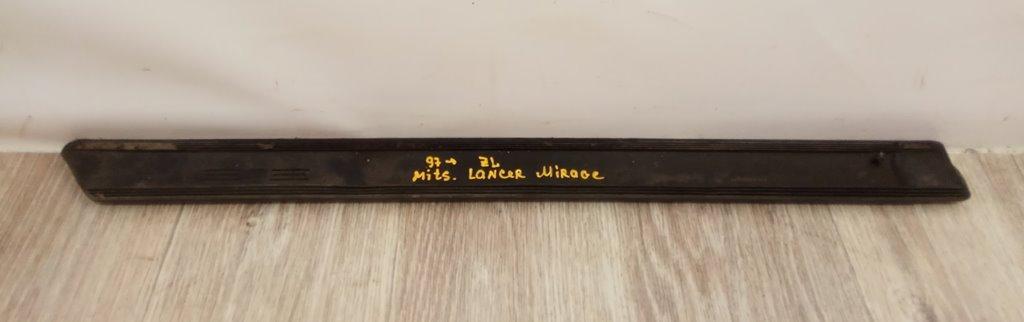 97→ ZL
Mits. LANCER MiRAGE